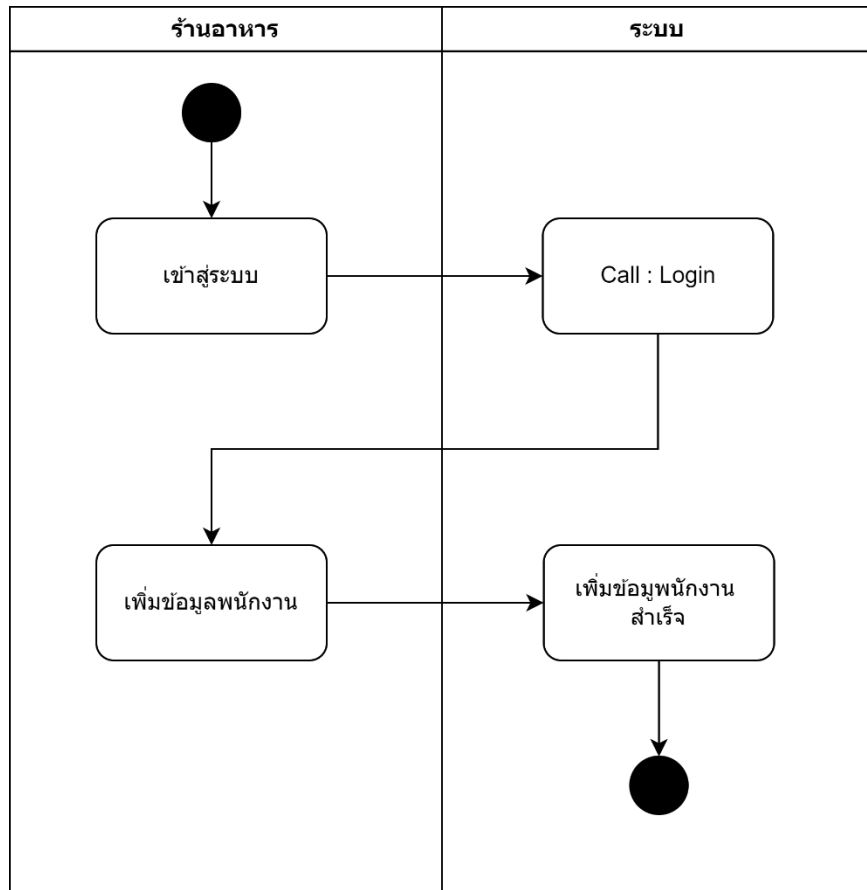 ร้านอาหาร
ระบบ
เข้าสู่ระบบ
Call : Login
เพิ่มข้อมูลพนักงาน
เพิ่มข้อมูพนักงาน
สำเร็จ